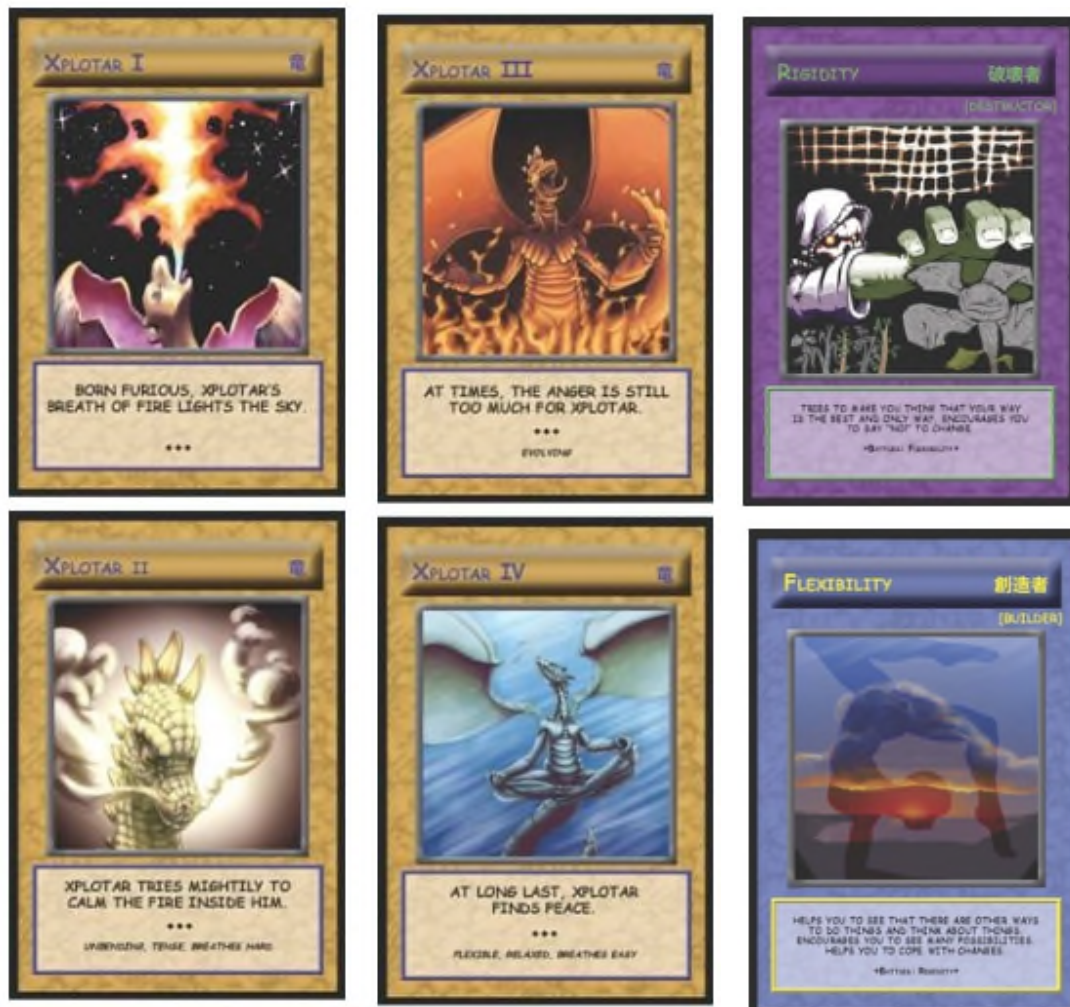 XPLOTAR I 竜
BORN FURIOUS, XPLOTAR'S
BREATH OF FIRE LIGHTS THE SKY.
***
XPLOTAR III 竜
AT TIMES, THE ANGER IS STILL
TOO MUCH FOR XPLOTAR.
***
EVOLVING
RIGIDITY 破壊者
[DESTRUCTOR]
TRIES TO MAKE YOU THINK THAT YOUR WAY
IS THE BEST AND ONLY WAY. ENCOURAGES YOU
TO SAY "NO!" TO CHANGE.
*BATTLES: FLEXIBILITY*
XPLOTAR II 竜
XPLOTAR TRIES MIGHTILY TO
CALM THE FIRE INSIDE HIM.
***
UNBENDING, TENSE, BREATHES HARD
XPLOTAR IV 竜
AT LONG LAST, XPLOTAR
FINDS PEACE.
***
FLEXIBLE, RELAXED, BREATHES EASY
FLEXIBILITY 創造者
[BUILDER]
HELPS YOU TO SEE THAT THERE ARE OTHER WAYS
TO DO THINGS AND THINK ABOUT THINGS.
ENCOURAGES YOU TO SEE MANY POSSIBILITIES.
HELPS YOU TO COPE WITH CHANGES.
*BATTLES: RIGIDITY*